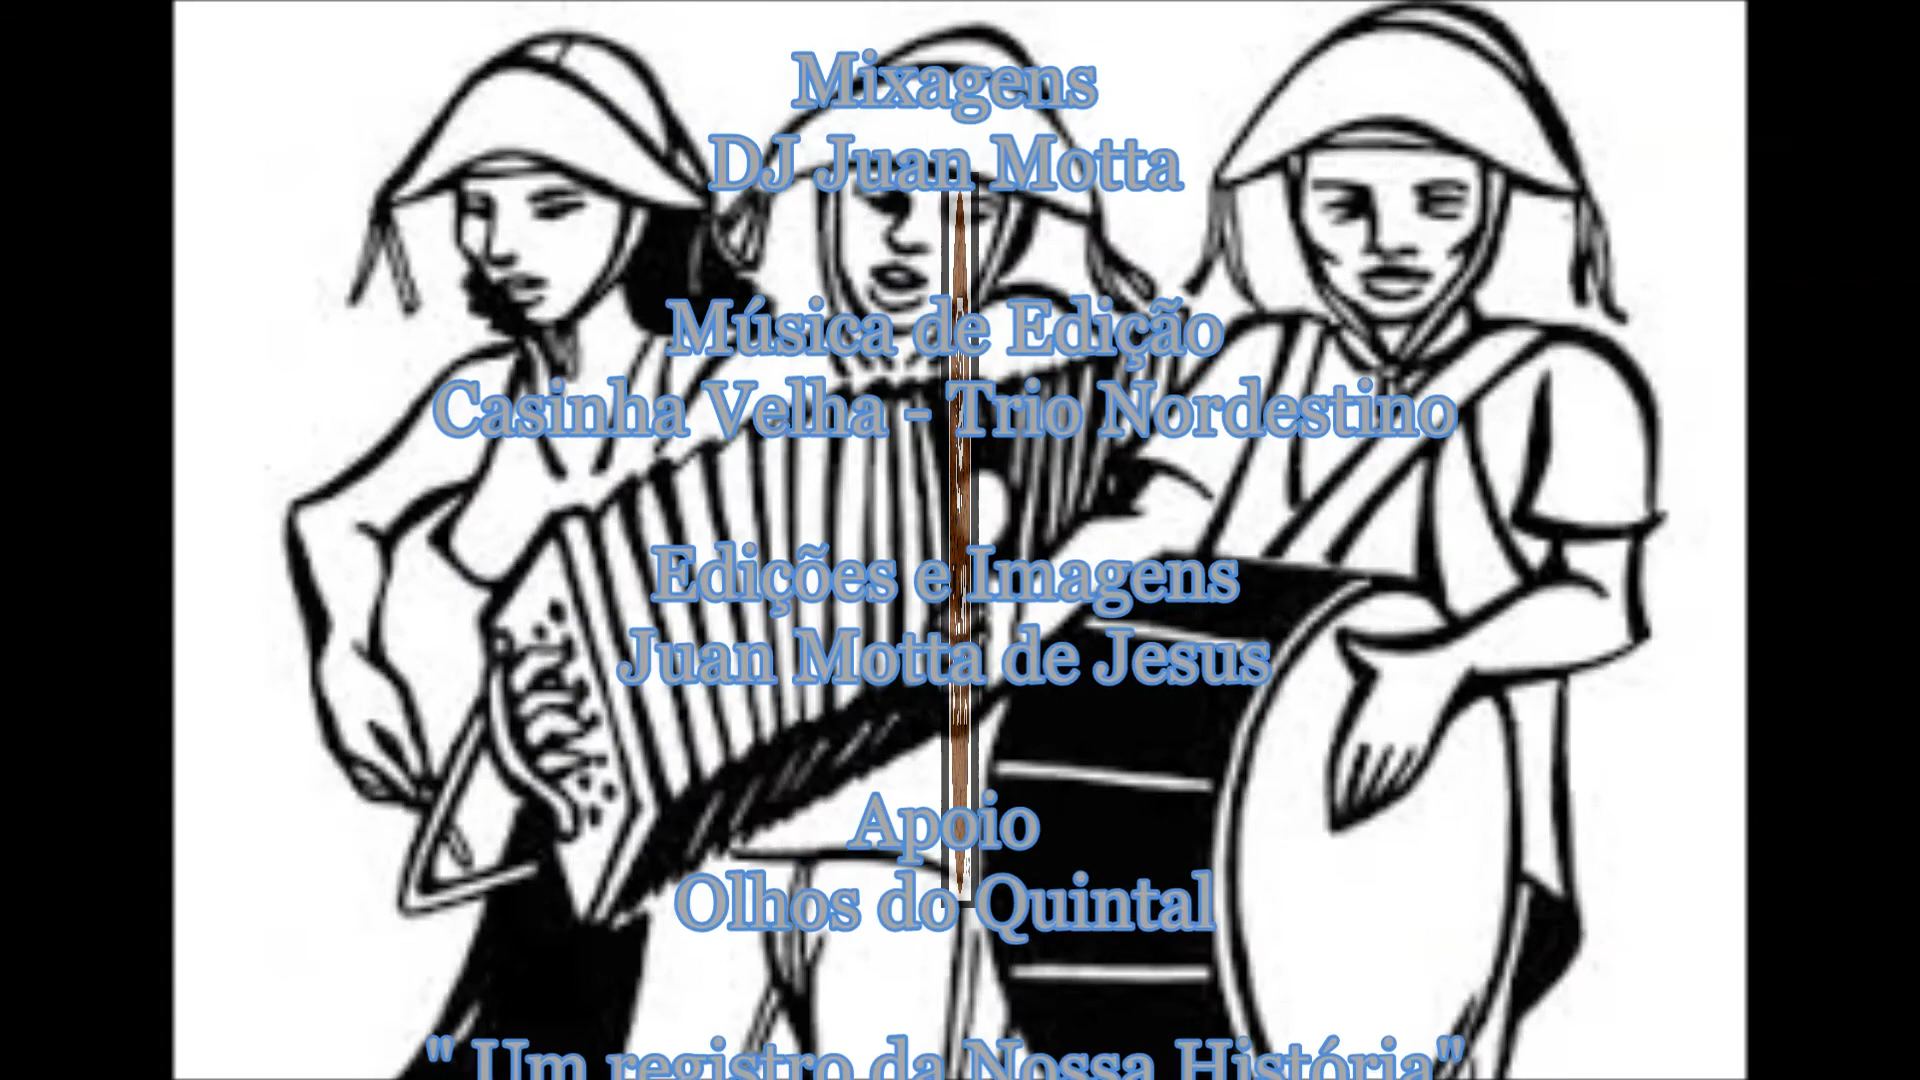 Mixagens
DJ Juan Motta
Música de Edição
Casinha Velha - Trio Nordestino
Edições e Imagens
Juan Motta de Jesus
Apoio
Olhos do Quintal
" Um registro da Nossa História"